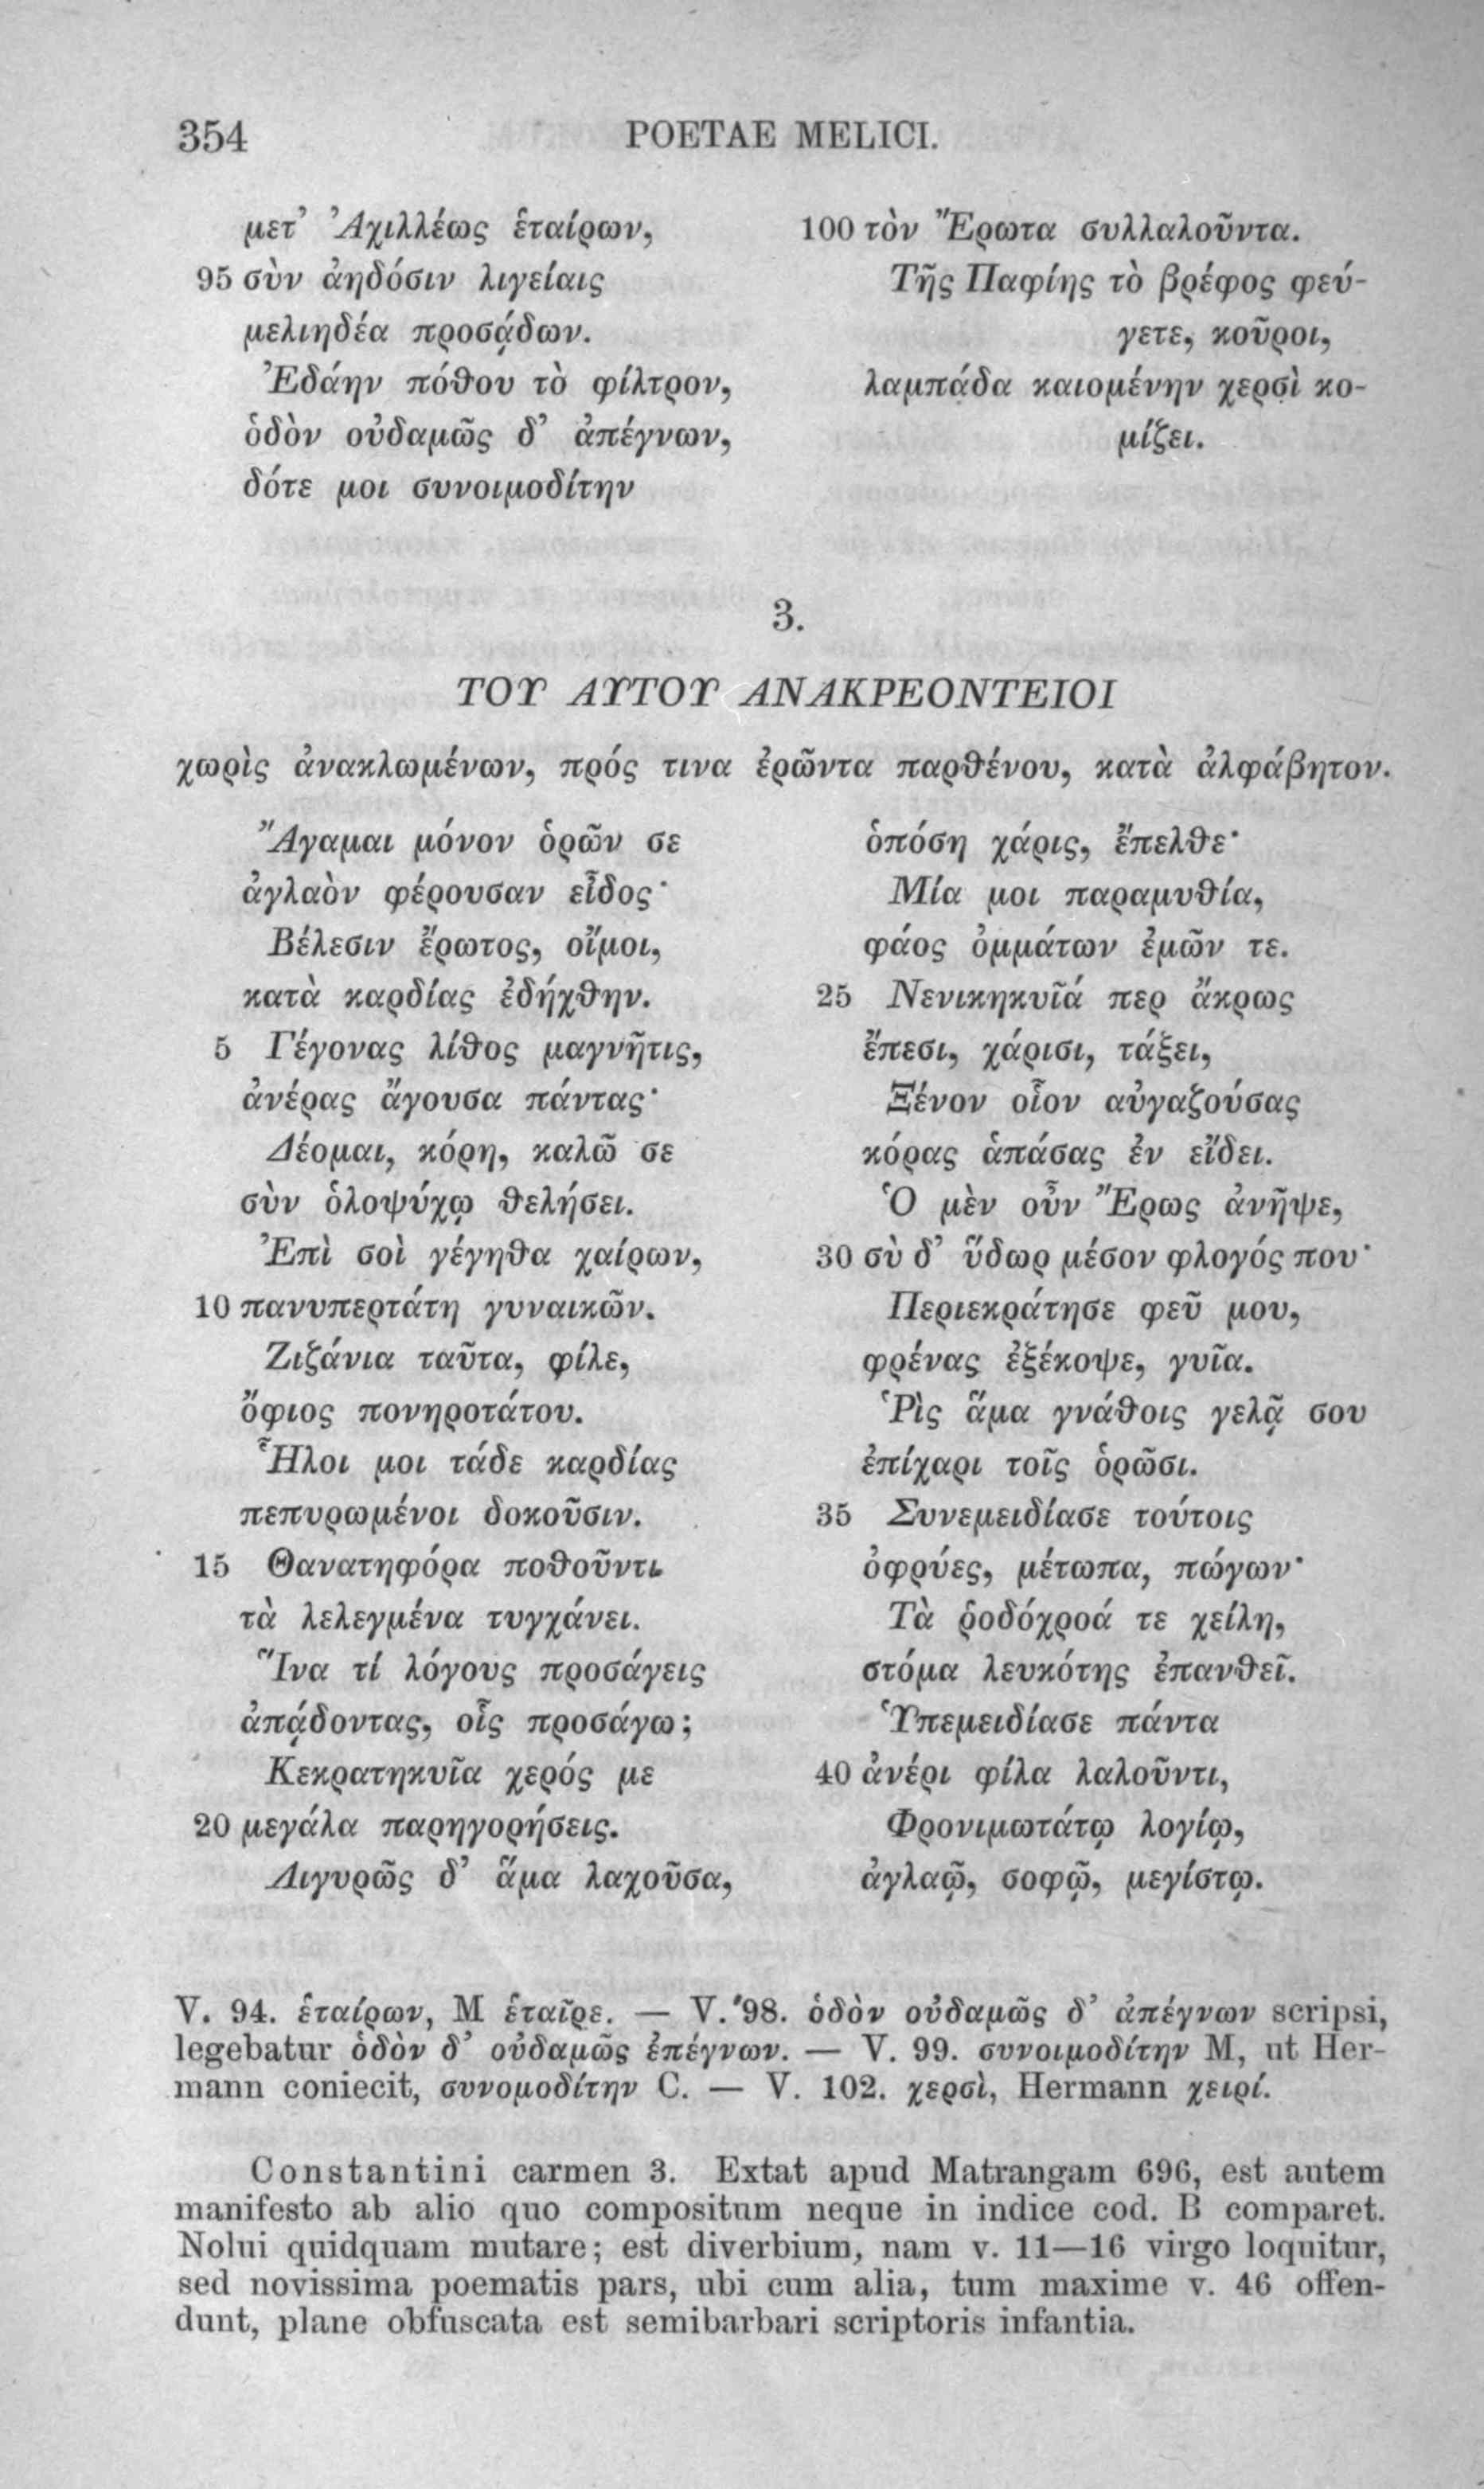 354 POETAE MELICI.
μετ’ Ἀχιλλέως ἑταίρων,
95 σὺν ἀηδόσιν λιγείαις
μελιηδέα προσᾴδων.
Ἐδάην πόθου τὸ φίλτρον,
ὁδὸν οὐδαμῶς δ’ ἀπέγνων,
δότε μοι συνοιμοδίτην
100 τὸν Ἔρωτα συλλαλοῦντα.
Τῆς Παφίης τὸ βρέφος φεύ-
γετε, κοῦροι,
λαμπάδα καιομένην χερσὶ κο-
μίζει.
3.
ΤΟΥ ΑΥΤΟΥ ΑΝΑΚΡΕΟΝΤΕΙΟΙ
χωρὶς ἀνακλωμένων, πρός τινα ἐρῶντα παρθένου, κατὰ ἀλφάβητον.
Ἄγαμαι μόνον ὁρῶν σε
ἀγλαὸν φέρουσαν εἶδος·
Βέλεσιν ἔρωτος, οἴμοι,
κατὰ καρδίας ἐδήχθην.
5 Γέγονας λίθος μαγνῆτις,
ἀνέρας ἄγουσα πάντας·
Δέομαι, κόρη, καλῶ σε
σὺν ὁλοψύχῳ θελήσει.
Ἐπὶ σοὶ γέγηθα χαίρων,
10 πανυπερτάτη γυναικῶν.
Ζιζάνια ταῦτα, φίλε,
ὄφιος πονηροτάτου.
Ἧλοι μοι τάδε καρδίας
πεπυρωμένοι δοκοῦσιν.
15 Θανατηφόρα ποθοῦντι
τὰ λελεγμένα τυγχάνει.
Ἵνα τί λόγους προσάγεις
ἀπᾴδοντας, οἷς προσάγω;
Κεκρατηκυῖα χερός με
20 μεγάλα παρηγορήσεις.
Λιγυρῶς δ’ ἅμα λαχοῦσα,
ὁπόση χάρις, ἔπελθε·
Μία μοι παραμυθία,
φάος ὀμμάτων ἐμῶν τε.
25 Νενικηκυῖά περ ἄκρως
ἔπεσι, χάρισι, τάξει,
Ξένον οἷον αὐγαζούσας
κόρας ἁπάσας ἐν εἴδει.
Ὁ μὲν οὖν Ἔρως ἀνῆψε,
30 σὺ δ’ ὕδωρ μέσον φλογός που·
Περιεκράτησε φεῦ μου,
φρένας ἐξέκοψε, γυῖα.
Ῥὶς ἅμα γνάθοις γελᾷ σου
ἐπίχαρι τοῖς ὁρῶσι.
35 Συνεμειδίασε τούτοις
ὀφρύες, μέτωπα, πώγων·
Τὰ ῥοδόχροά τε χείλη,
στόμα λευκότης ἐπανθεῖ.
Ὑπεμειδίασε πάντα
40 ἀνέρι φίλα λαλοῦντι,
Φρονιμωτάτῳ λογίῳ,
ἀγλαῷ, σοφῷ, μεγίστῳ.
V. 94. ἑταίρων, M ἑταῖρε. — V. 98. ὁδὸν οὐδαμῶς δ’ ἀπέγνων scripsi,
legebatur ὁδὸν δ’ οὐδαμῶς ἐπέγνων. — V. 99. συνοιμοδίτην M, ut Her-
mann coniecit, συνομοδίτην C. — V. 102. χερσὶ, Hermann χειρί.
Constantini carmen 3. Extat apud Matrangam 696, est autem
manifesto ab alio quo compositum neque in indice cod. B comparet.
Nolui quidquam mutare; est diverbium, nam v. 11—16 virgo loquitur,
sed novissima poematis pars, ubi cum alia, tum maxime v. 46 offen-
dunt, plane obfuscata est semibarbari scriptoris infantia.